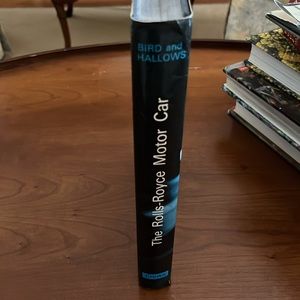 BIRD and
HALLOWS
The Rolls-Royce Motor Car